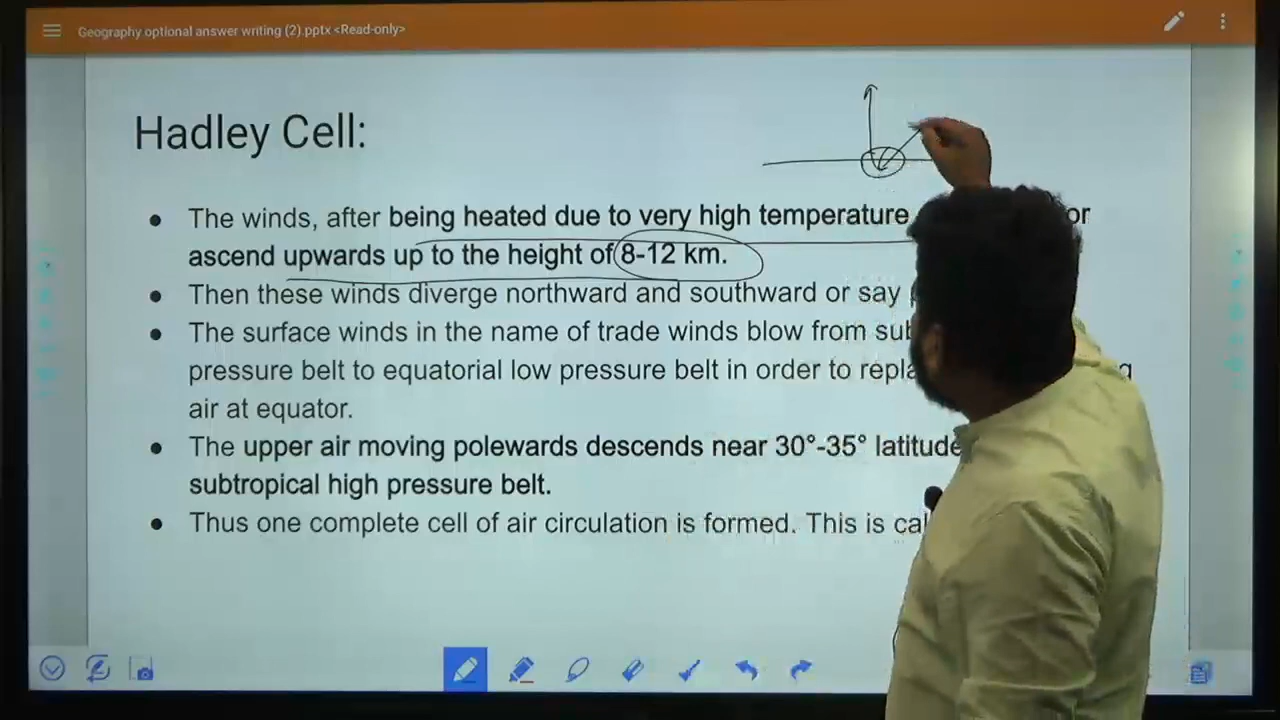 Geography optional answer writing (2).pptx <Read-only>
Hadley Cell:
• The winds, after being heated due to very high temperature or
ascend upwards up to the height of 8-12 km.
• Then these winds diverge northward and southward or say
• The surface winds in the name of trade winds blow from
pressure belt to equatorial low pressure belt in order to
air at equator.
• The upper air moving polewards descends near 30°-35° latitude
subtropical high pressure belt.
• Thus one complete cell of air circulation is formed. This is